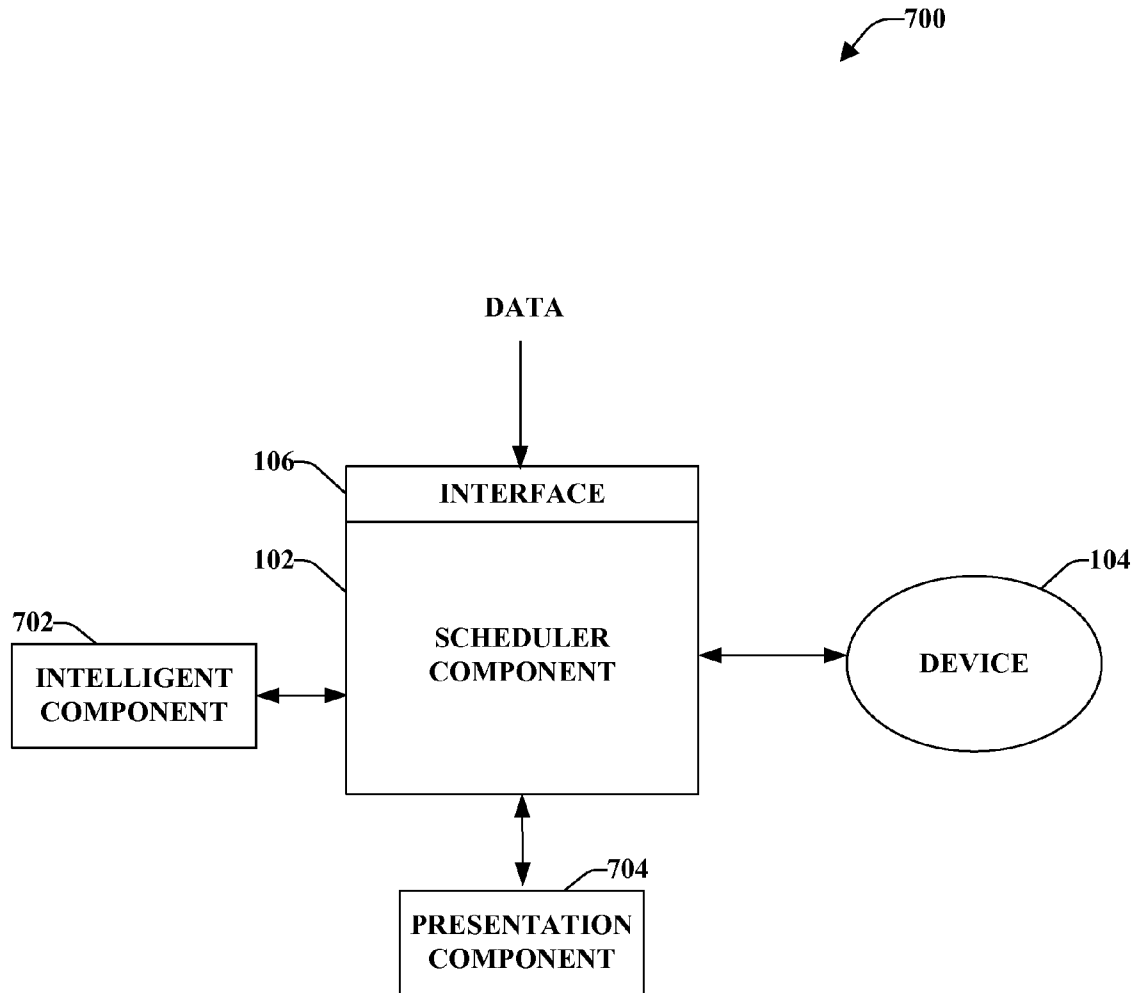 700
DATA
106
INTERFACE
102
104
702
SCHEDULER
COMPONENT
DEVICE
INTELLIGENT
COMPONENT
704
PRESENTATION
COMPONENT